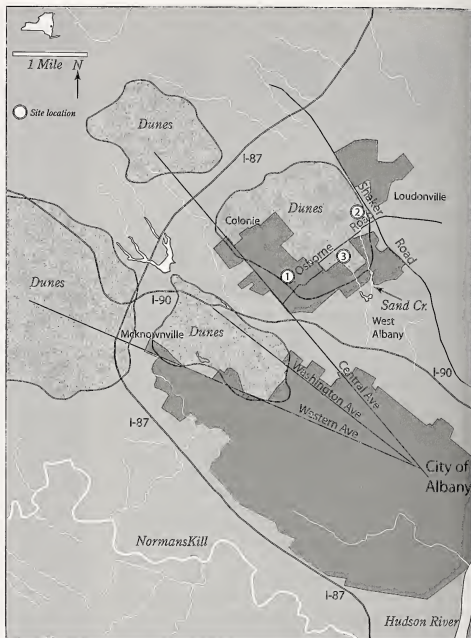 1 Mile N
Site location
Dunes
I-87
Loudonville
Shaker Road
2
Colonie
Dunes
Osborne Road
3
1
Dunes
Sand Cr.
West
Albany
I-90
Mcknownville
Dunes
I-90
Central Ave
Washington Ave
Western Ave
I-87
City of
Albany
NormansKill
I-87
Hudson River